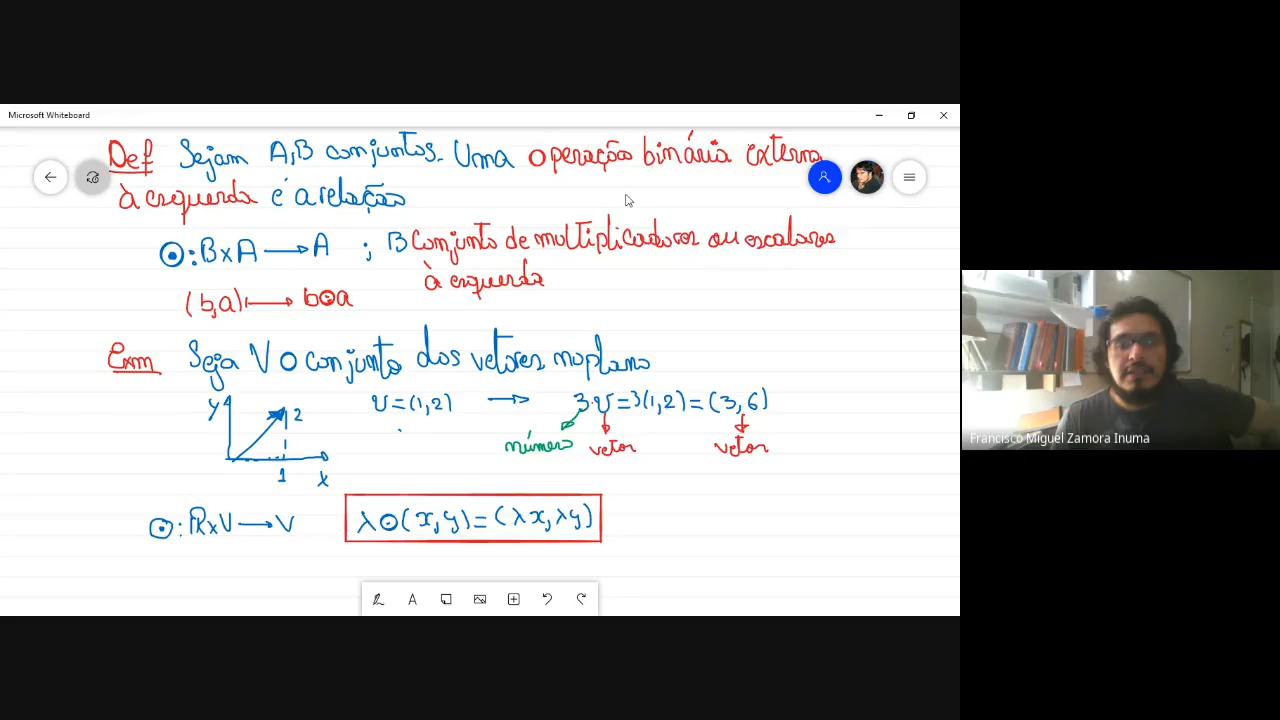 Microsoft Whiteboard
Def Sejam A,B conjuntos. Uma operação binária externa
à esquerda é a relação
⊙: B x A ⟶ A ; B conjunto de multiplicadores ou escalares
à esquerda
(b,a) ⟼ b⊙a
Exm Seja V o conjunto dos vetores no plano
y 2 v = (1,2) → 3·v = 3(1,2) = (3,6)
número vetor vetor
1 x
⊙: ℝ x V ⟶ V λ⊙(x,y) = (λx, λy)
Francisco Miguel Zamora Inuma